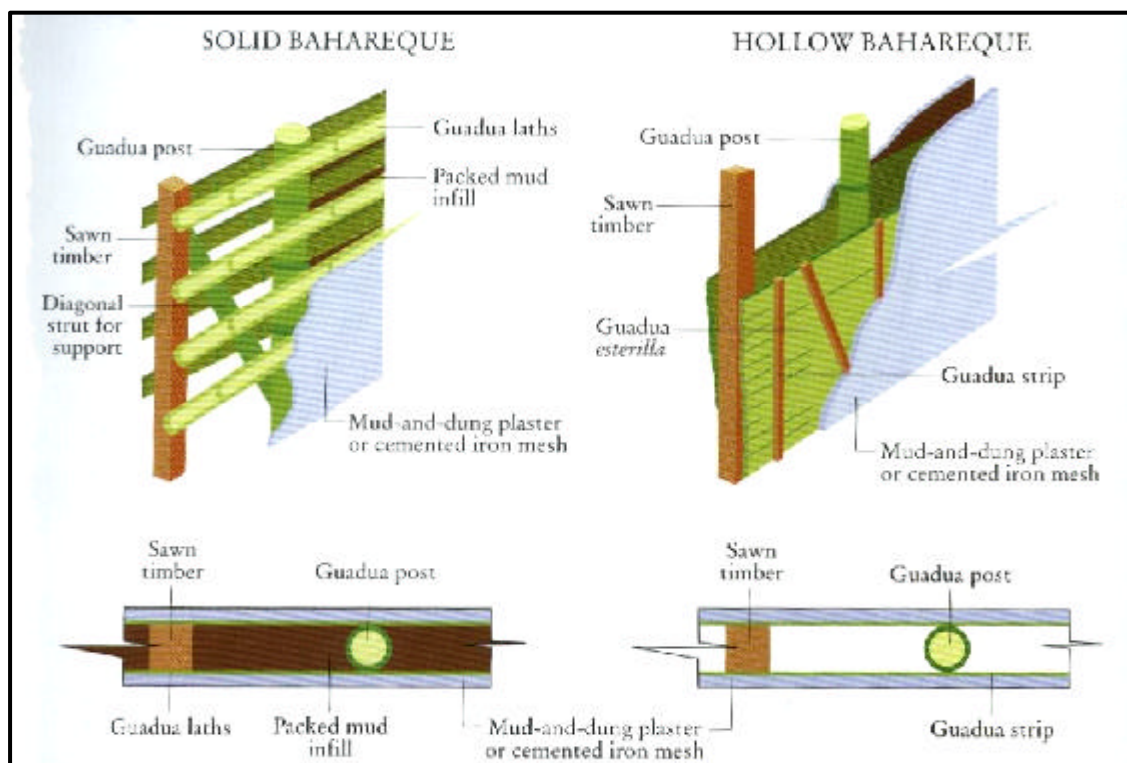 SOLID BAHAREQUE
Guadua post
Guadua laths
Packed mud
infill
Sawn
timber
Diagonal
strut for
support
Mud-and-dung plaster
or cemented iron mesh
HOLLOW BAHAREQUE
Guadua post
Sawn
timber
Guadua
esterilla
Guadua strip
Mud-and-dung plaster
or cemented iron mesh
Sawn
timber
Guadua post
Guadua laths
Packed mud
infill
Mud-and-dung plaster
or cemented iron mesh
Sawn
timber
Guadua post
Guadua strip